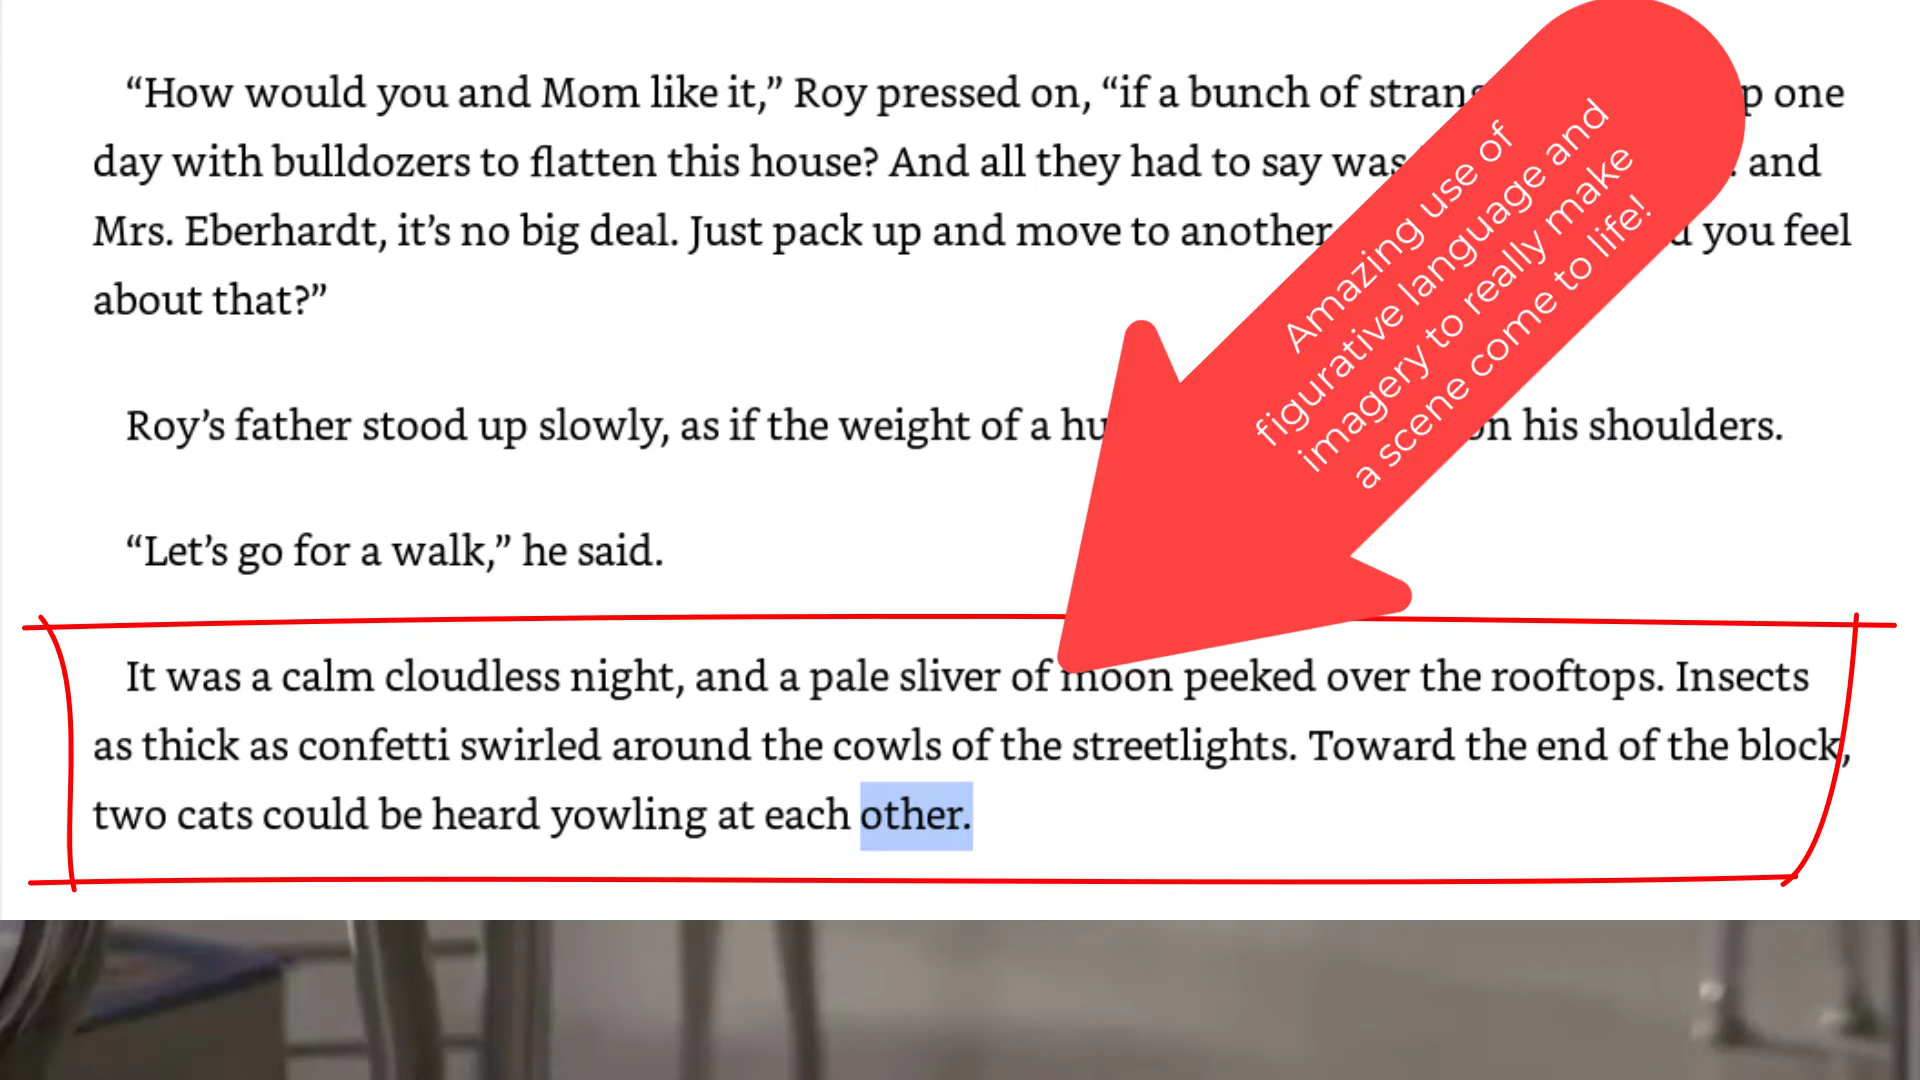 “How would you and Mom like it,” Roy pressed on, “if a bunch of one
day with bulldozers to flatten this house? And all they had to say was and
Mrs. Eberhardt, it’s no big deal. Just pack up and move to another you feel
about that?”
Roy’s father stood up slowly, as if the weight of a his shoulders.
“Let’s go for a walk,” he said.
It was a calm cloudless night, and a pale sliver of moon peeked over the rooftops. Insects
as thick as confetti swirled around the cowls of the streetlights. Toward the end of the block,
two cats could be heard yowling at each other.
Amazing use of
figurative language and
imagery to really make
a scene come to life!